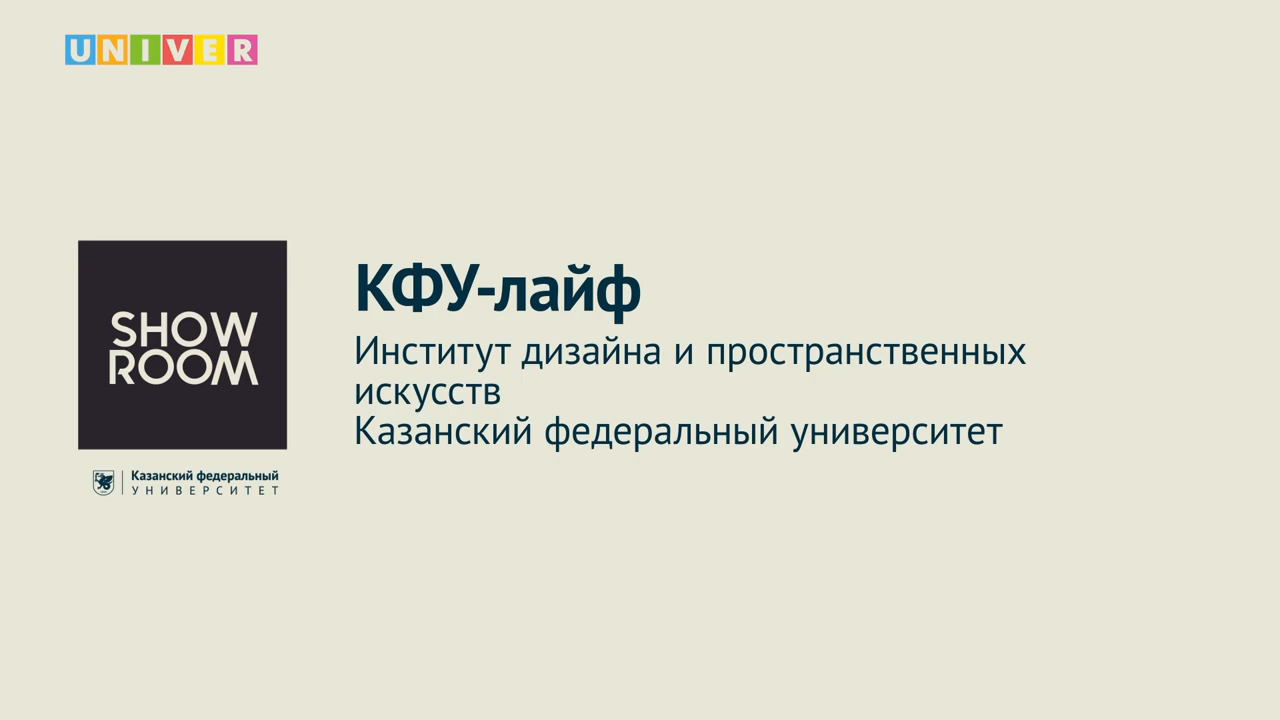 UNIVER
SHOW
ROOM
Казанский федеральный
УНИВЕРСИТЕТ
КФУ-лайф
Институт дизайна и пространственных
искусств
Казанский федеральный университет